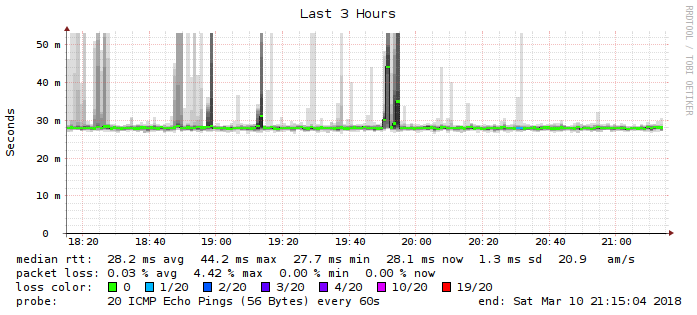 Last 3 Hours
RRDTOOL / TOBI OETIKER
Seconds
50 m
40 m
30 m
20 m
10 m
0
18:20 18:40 19:00 19:20 19:40 20:00 20:20 20:40 21:00
median rtt: 28.2 ms avg 44.2 ms max 27.7 ms min 28.1 ms now 1.3 ms sd 20.9 am/s
packet loss: 0.03 % avg 4.42 % max 0.00 % min 0.00 % now
loss color: 0 1/20 2/20 3/20 4/20 10/20 19/20
probe: 20 ICMP Echo Pings (56 Bytes) every 60s end: Sat Mar 10 21:15:04 2018